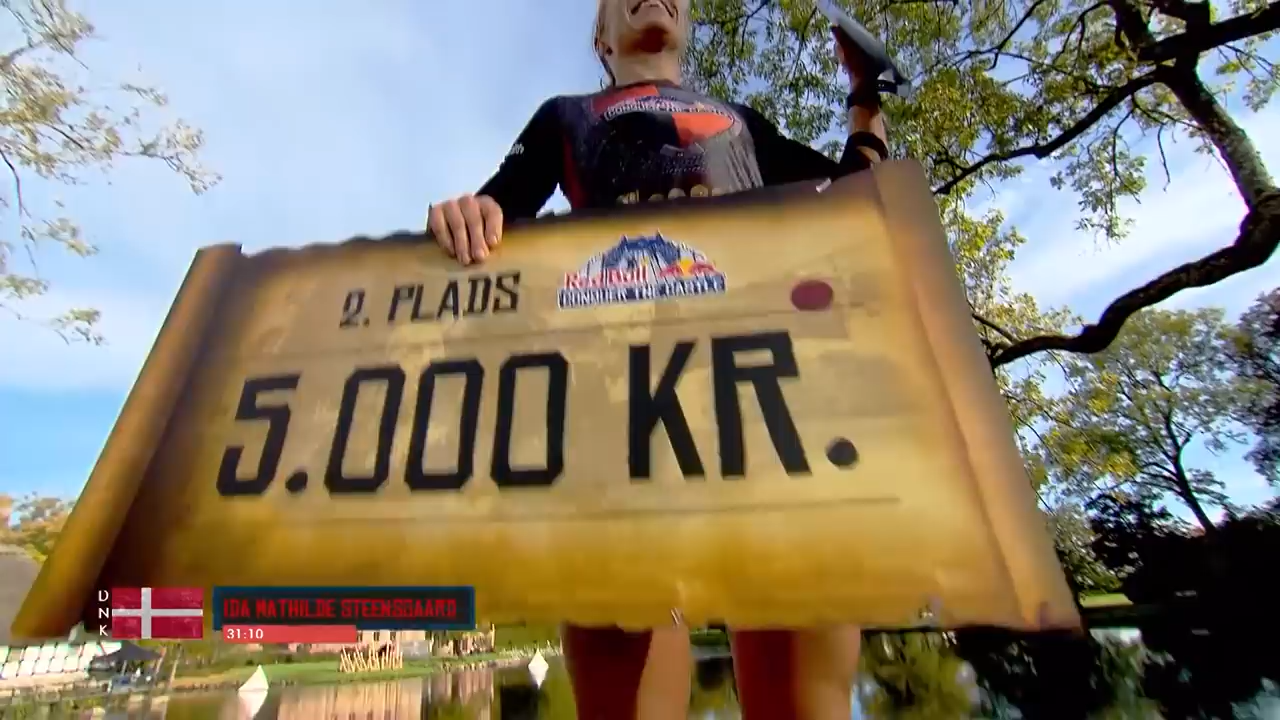 2. PLADS
Red Bull
CONQUER THE CASTLE
5.000 KR.
DNK
IDA MATHILDE STEENSGAARD
31:10